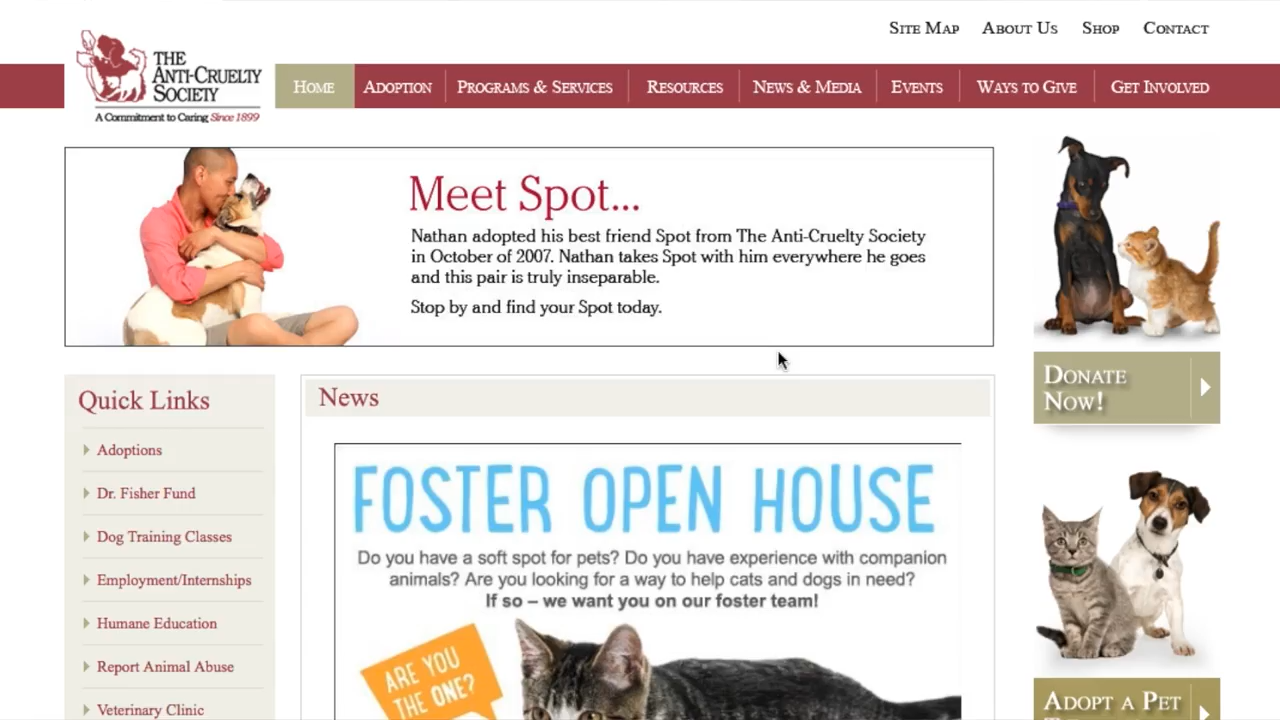 Site Map
About Us
Shop
Contact
THE
ANTI-CRUELTY
SOCIETY
A Commitment to Caring Since 1899
Home
Adoption
Programs & Services
Resources
News & Media
Events
Ways to Give
Get Involved
Meet Spot...
Nathan adopted his best friend Spot from The Anti-Cruelty Society
in October of 2007. Nathan takes Spot with him everywhere he goes
and this pair is truly inseparable.
Stop by and find your Spot today.
Donate
Now!
Quick Links
Adoptions
Dr. Fisher Fund
Dog Training Classes
Employment/Internships
Humane Education
Report Animal Abuse
Veterinary Clinic
News
FOSTER OPEN HOUSE
Do you have a soft spot for pets? Do you have experience with companion
animals? Are you looking for a way to help cats and dogs in need?
If so – we want you on our foster team!
ARE YOU
THE ONE?
Adopt a Pet